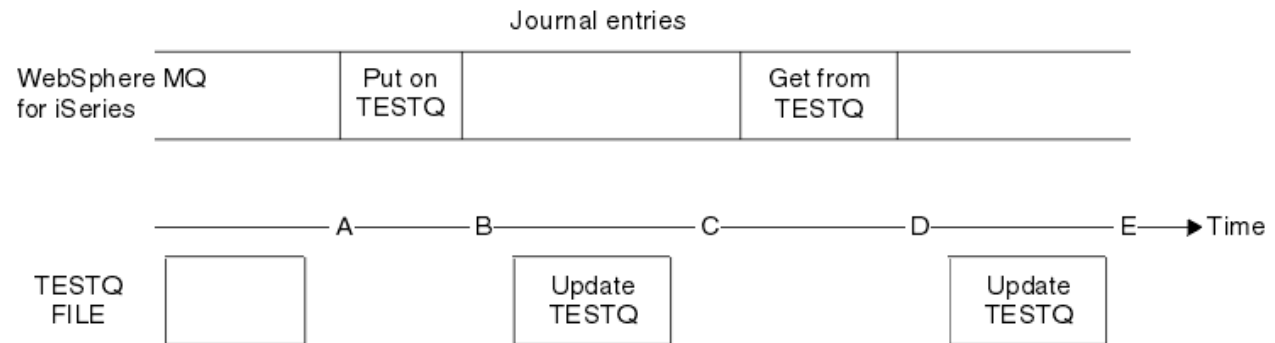 Journal entries
WebSphere MQ
for iSeries
Put on
TESTQ
Get from
TESTQ
A
B
C
D
E
Time
TESTQ
FILE
Update
TESTQ
Update
TESTQ